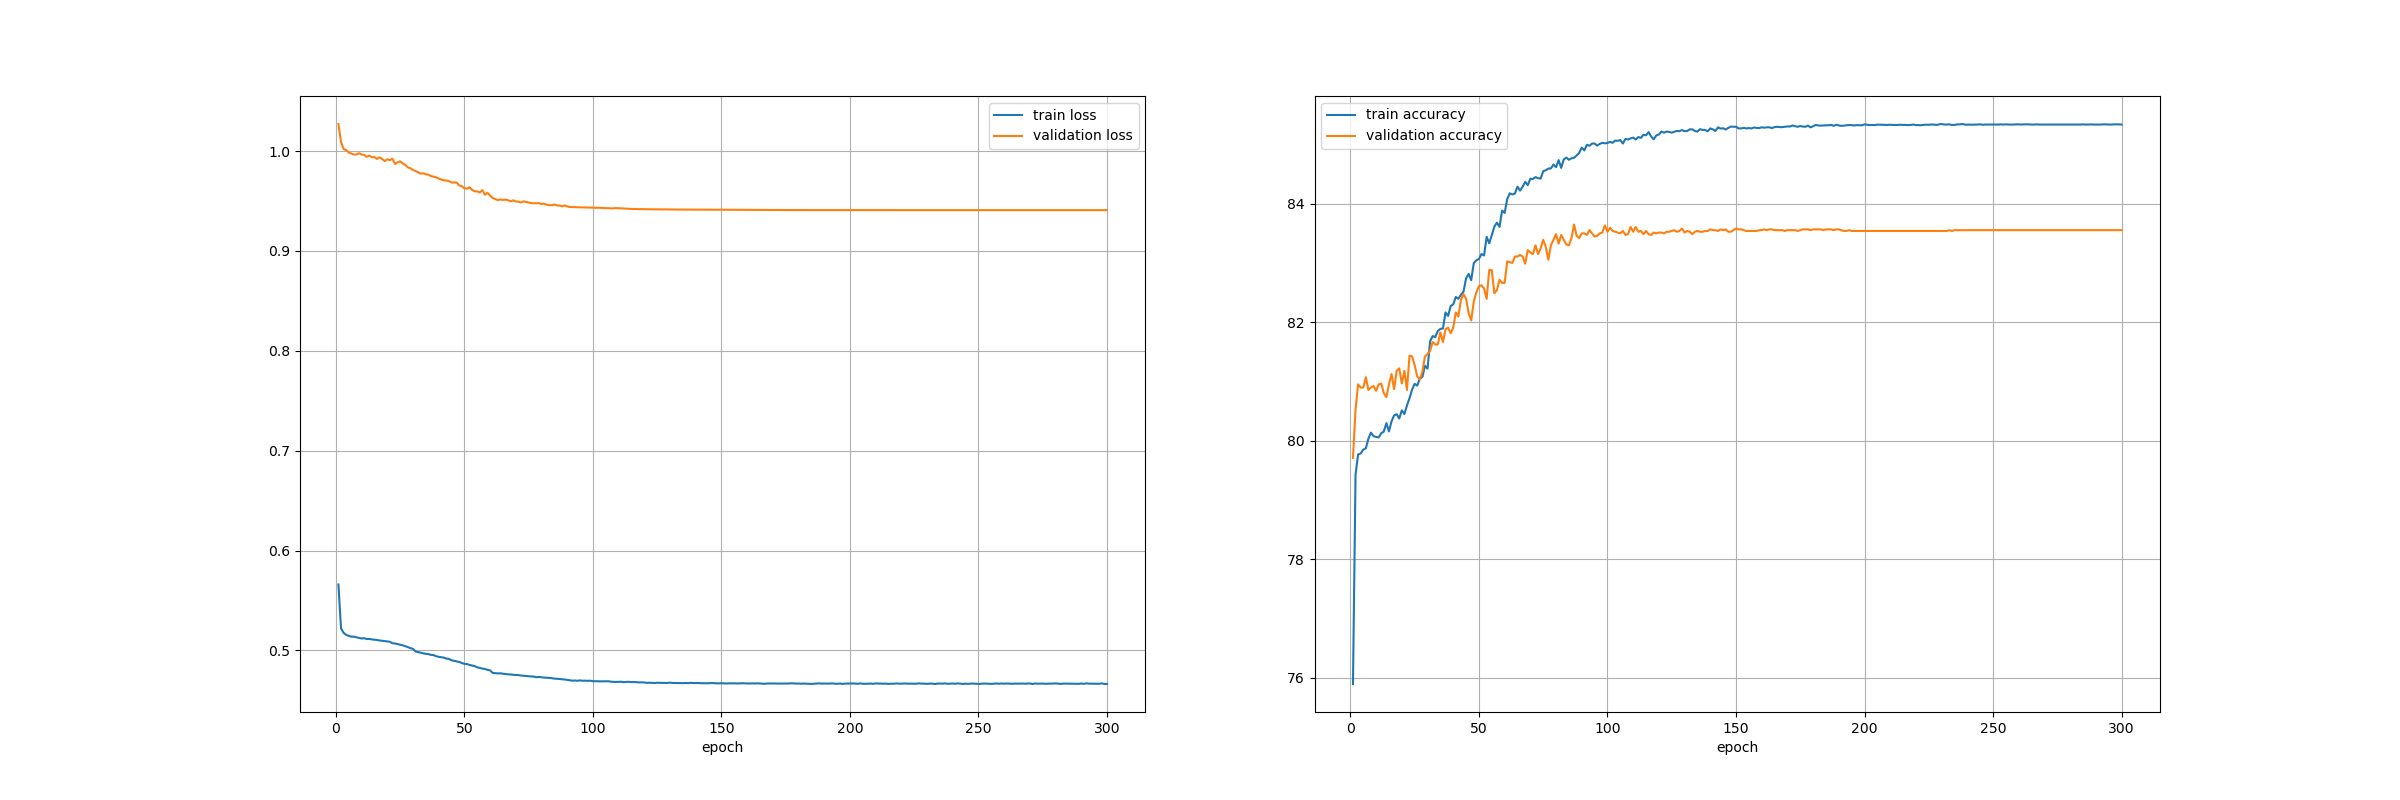 train loss
validation loss
1.0
0.9
0.8
0.7
0.6
0.5
0 50 100 150 200 250 300
epoch
train accuracy
validation accuracy
84
82
80
78
76
0 50 100 150 200 250 300
epoch